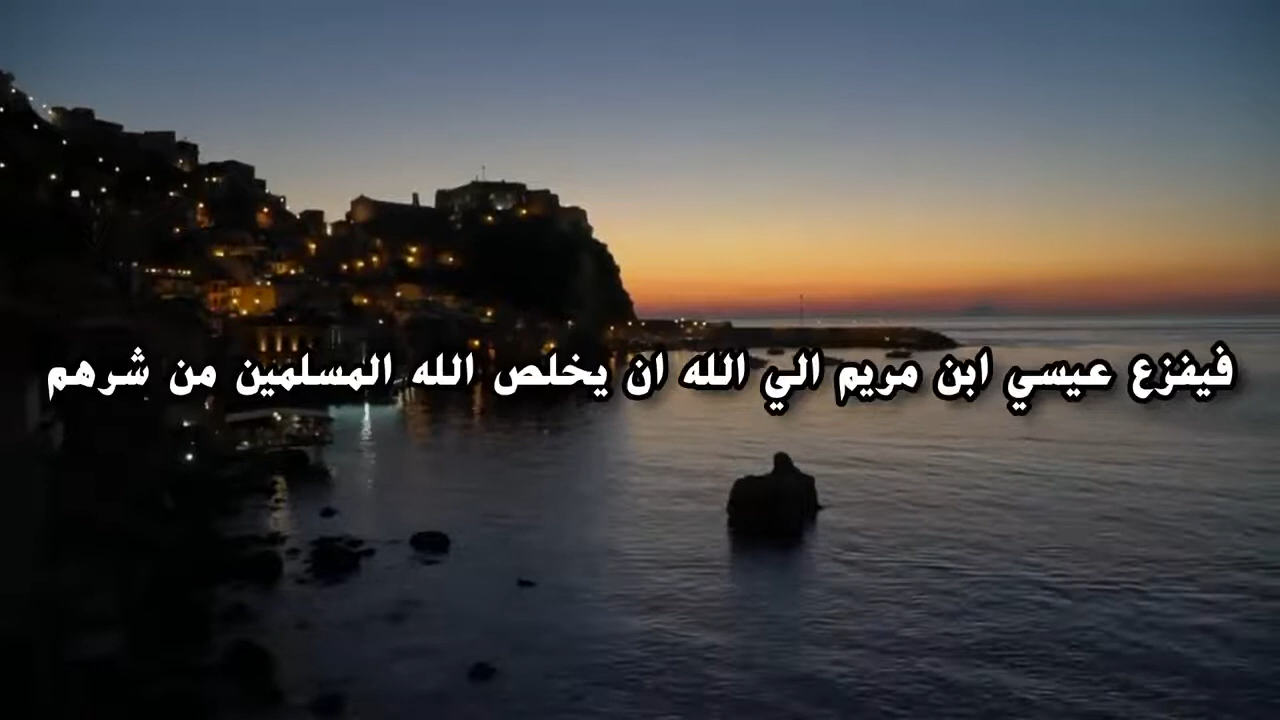 فيفزع عيسي ابن مريم الي الله ان يخلص الله المسلمين من شرهم